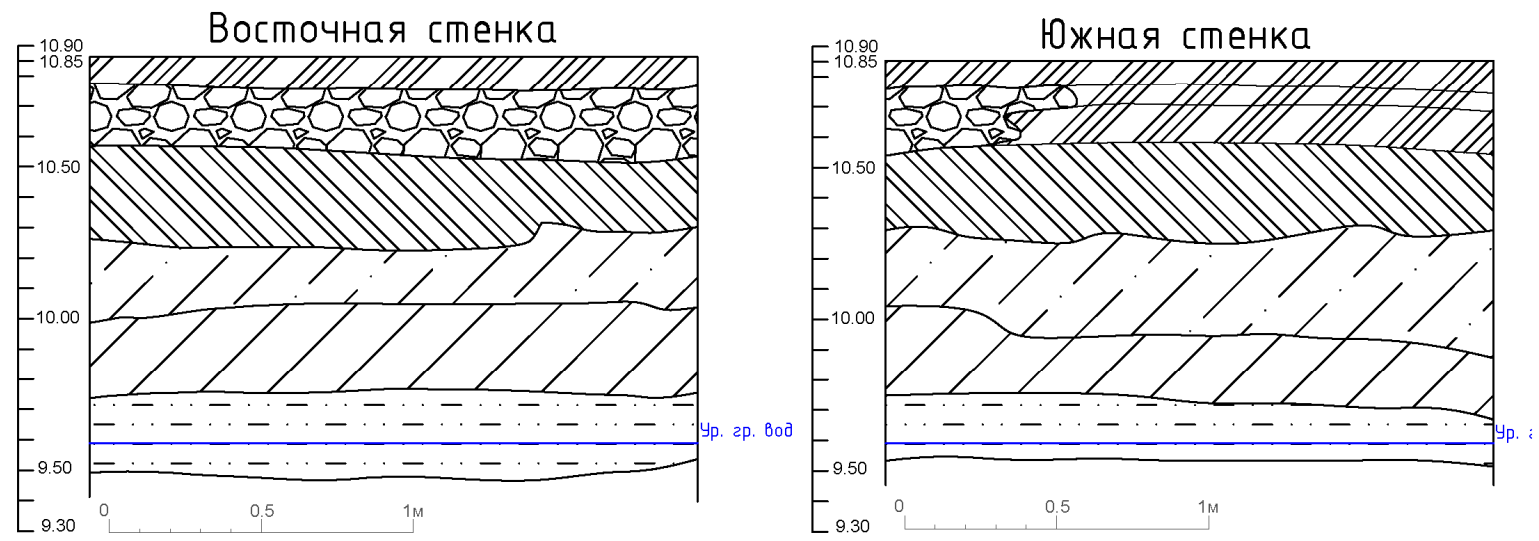 Восточная стенка
10.90
10.85
10.50
10.00
9.50
9.30
Ур. гр. вод
0 0.5 1м
Южная стенка
10.90
10.85
10.50
10.00
9.50
9.30
Ур. г
0 0.5 1м